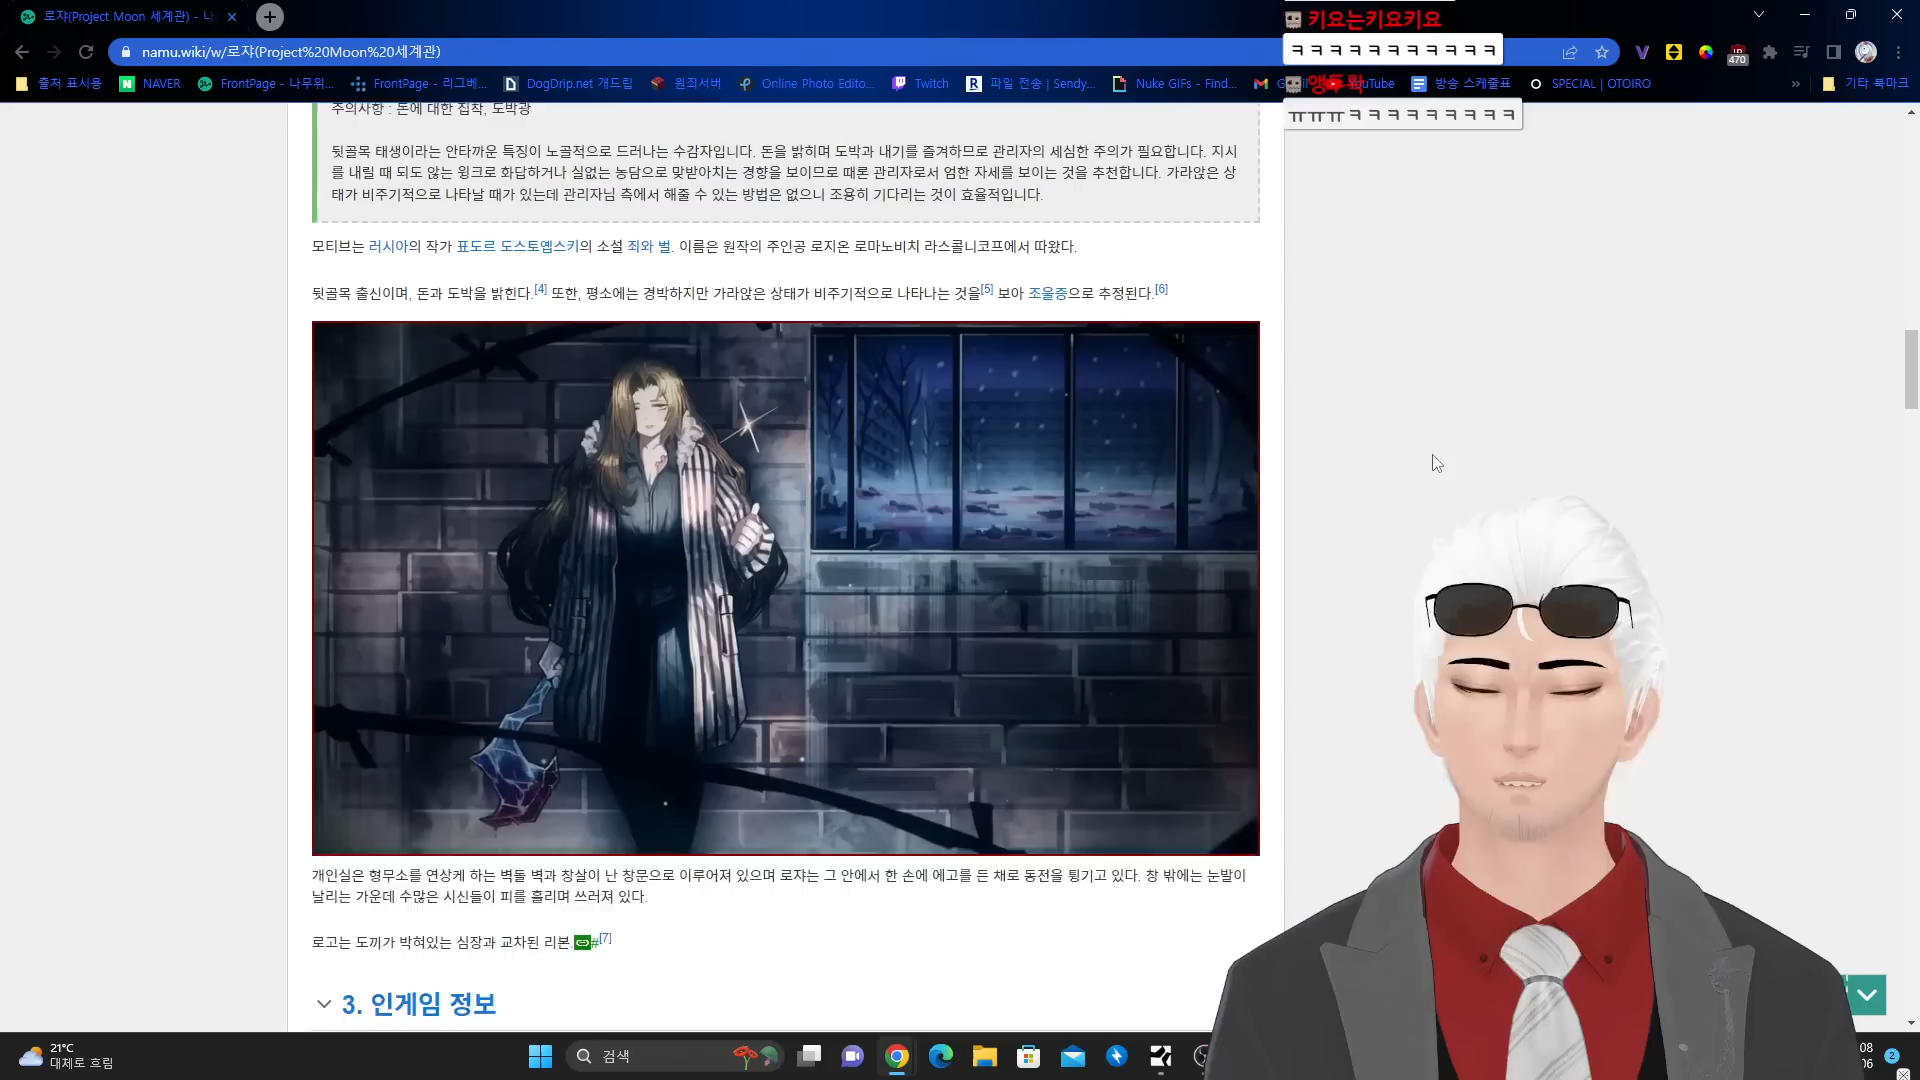 로쟈(Project Moon 세계관) - 나
키요는키요키요
namu.wiki/w/로쟈(Project%20Moon%20세계관)
ㅋㅋㅋㅋㅋㅋㅋㅋㅋㅋㅋ
470
출처 표시용
NAVER
FrontPage - 나무위...
FrontPage - 리그베...
DogDrip.net 개드립
원죄서버
Online Photo Edito...
Twitch
파일 전송 | Sendy...
Nuke GIFs - Find...
YouTube
방송 스케줄표
SPECIAL | OTOIRO
»
기타 북마크
ㅠㅠㅠㅋㅋㅋㅋㅋㅋㅋㅋㅋ
주의사항 : 돈에 대한 집착, 도박광
뒷골목 태생이라는 안타까운 특징이 노골적으로 드러나는 수감자입니다. 돈을 밝히며 도박과 내기를 즐겨하므로 관리자의 세심한 주의가 필요합니다. 지시
를 내릴 때 되도 않는 윙크로 화답하거나 실없는 농담으로 맞받아치는 경향을 보이므로 때론 관리자로서 엄한 자세를 보이는 것을 추천합니다. 가라앉은 상
태가 비주기적으로 나타날 때가 있는데 관리자님 측에서 해줄 수 있는 방법은 없으니 조용히 기다리는 것이 효율적입니다.
모티브는 러시아의 작가 표도르 도스토옙스키의 소설 죄와 벌. 이름은 원작의 주인공 로지온 로마노비치 라스콜니코프에서 따왔다.
뒷골목 출신이며, 돈과 도박을 밝힌다.[4] 또한, 평소에는 경박하지만 가라앉은 상태가 비주기적으로 나타나는 것을[5] 보아 조울증으로 추정된다.[6]
개인실은 형무소를 연상케 하는 벽돌 벽과 창살이 난 창문으로 이루어져 있으며 로쟈는 그 안에서 한 손에 에고를 든 채로 동전을 튕기고 있다. 창 밖에는 눈발이
날리는 가운데 수많은 시신들이 피를 흘리며 쓰러져 있다.
로고는 도끼가 박혀있는 심장과 교차된 리본.#[7]
3. 인게임 정보
21°C
대체로 흐림
검색
08
06
2